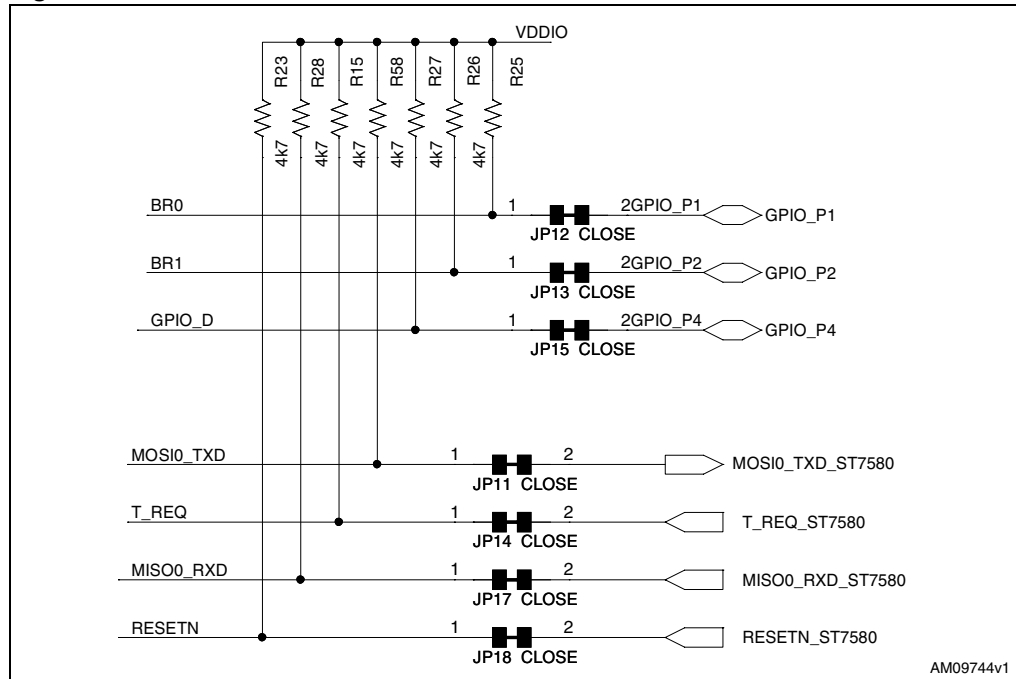 VDDIO
R23 R28 R15 R58 R27 R26 R25
4k7 4k7 4k7 4k7 4k7 4k7 4k7
BR0 1 2GPIO_P1 GPIO_P1
JP12 CLOSE
BR1 1 2GPIO_P2 GPIO_P2
JP13 CLOSE
GPIO_D 1 2GPIO_P4 GPIO_P4
JP15 CLOSE
MOSI0_TXD 1 2 MOSI0_TXD_ST7580
JP11 CLOSE
T_REQ 1 2 T_REQ_ST7580
JP14 CLOSE
MISO0_RXD 1 2 MISO0_RXD_ST7580
JP17 CLOSE
RESETN 1 2 RESETN_ST7580
JP18 CLOSE
AM09744v1